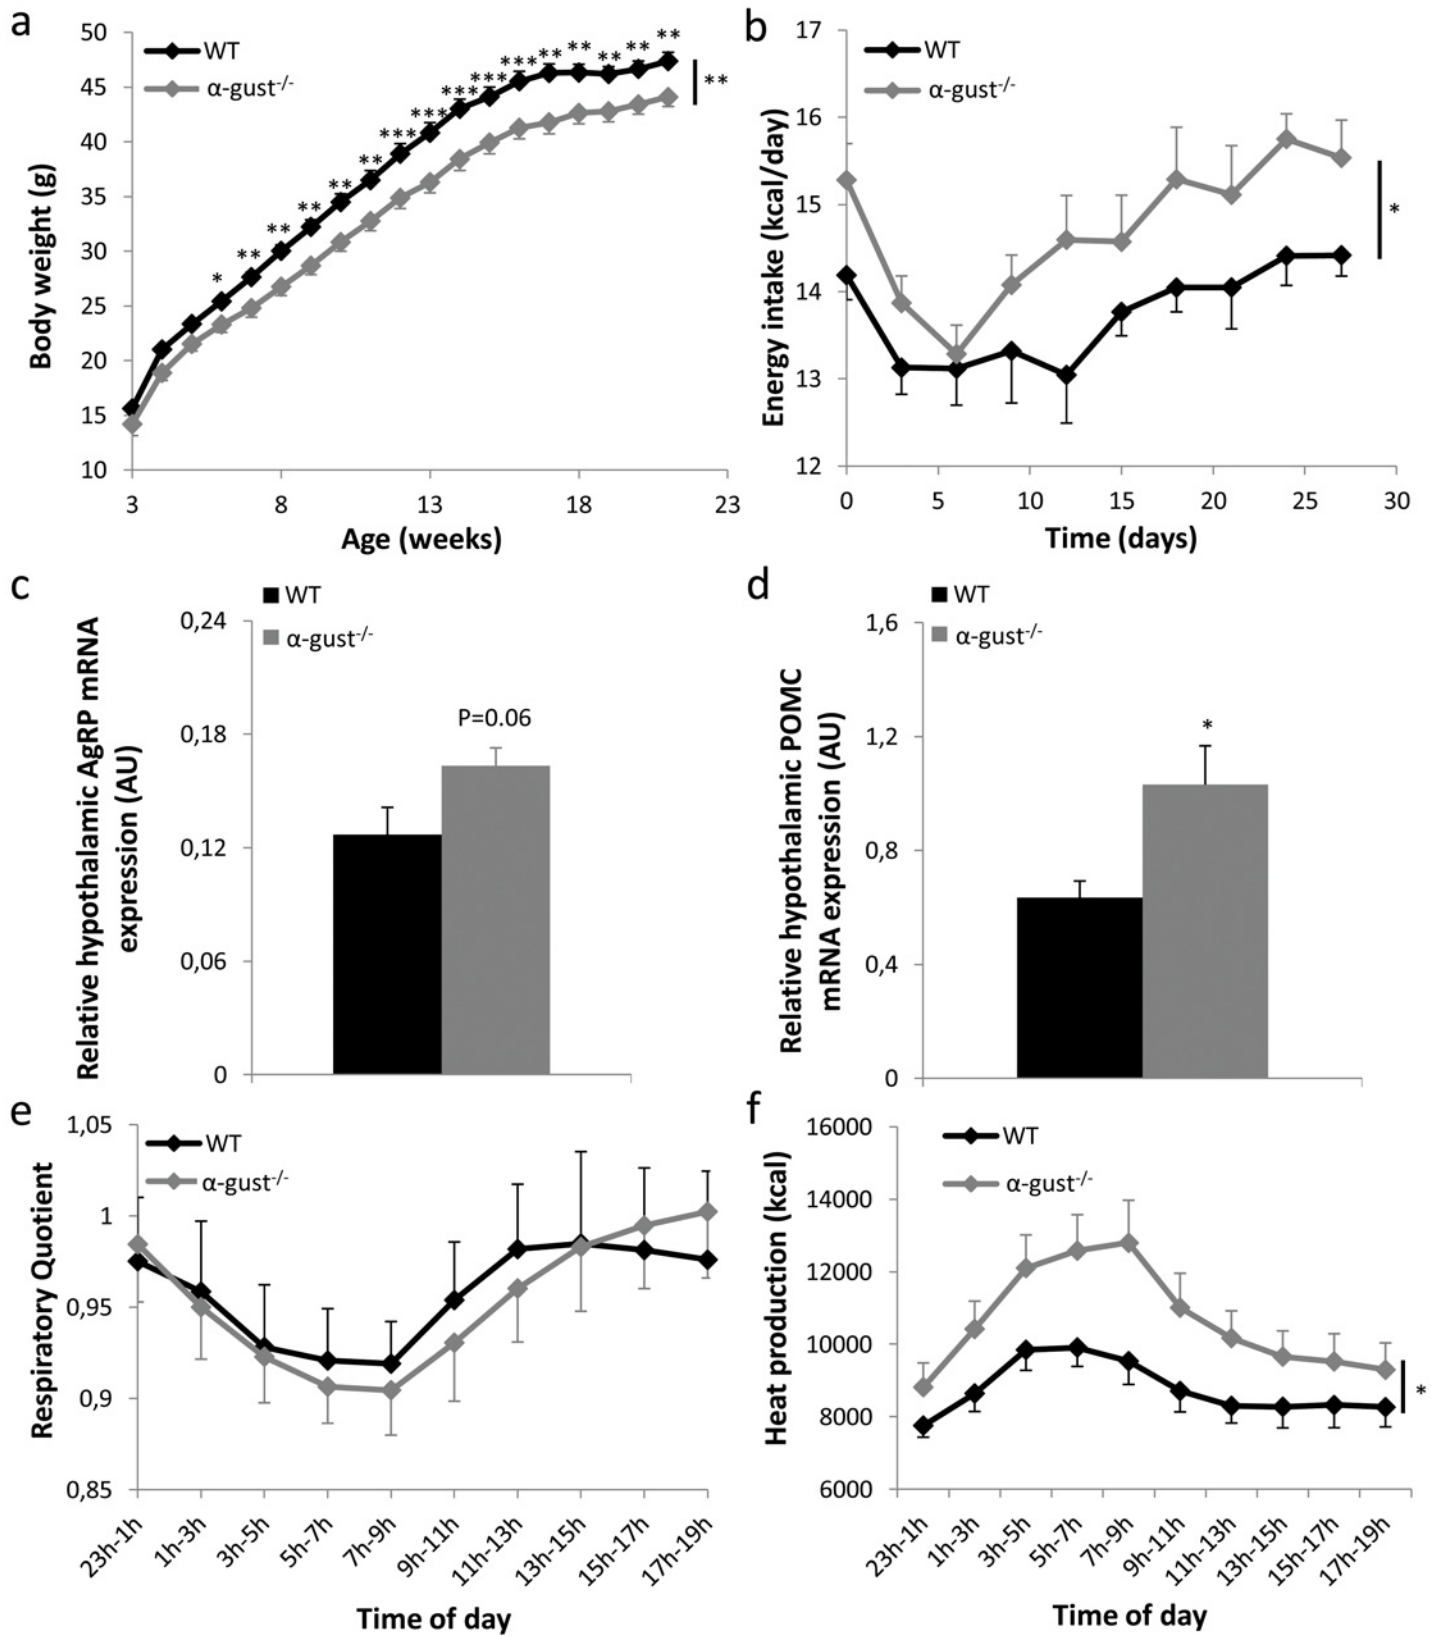 a
50
45
40
35
30
25
20
15
10
WT
α-gust-/-
* ** ** ** ** ** *** *** *** *** *** ** ** ** ** **
**
3 8 13 18 23
Age (weeks)
Body weight (g)
b
17
16
15
14
13
12
WT
α-gust-/-
*
0 5 10 15 20 25 30
Time (days)
Energy intake (kcal/day)
c
WT
α-gust-/-
0,24
0,18
0,12
0,06
0
P=0.06
Relative hypothalamic AgRP mRNA
expression (AU)
d
WT
α-gust-/-
1,6
1,2
0,8
0,4
0
*
Relative hypothalamic POMC
mRNA expression (AU)
e
1,05
1
0,95
0,9
0,85
WT
α-gust-/-
23h-1h 1h-3h 3h-5h 5h-7h 7h-9h 9h-11h 11h-13h 13h-15h 15h-17h 17h-19h
Time of day
Respiratory Quotient
f
16000
14000
12000
10000
8000
6000
WT
α-gust-/-
*
23h-1h 1h-3h 3h-5h 5h-7h 7h-9h 9h-11h 11h-13h 13h-15h 15h-17h 17h-19h
Time of day
Heat production (kcal)